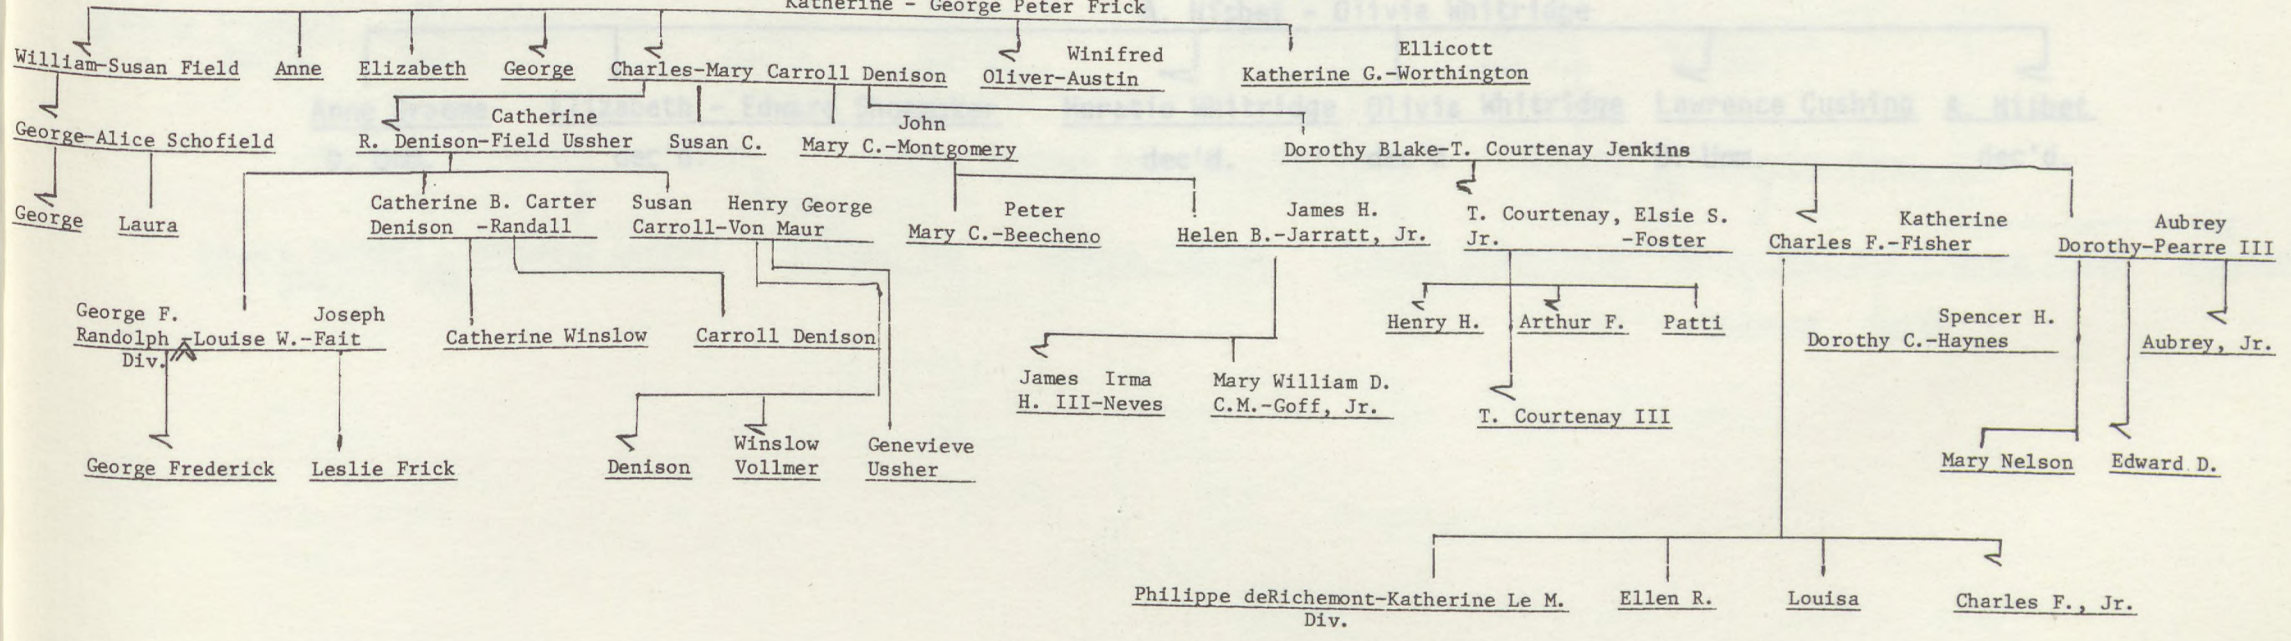 Katherine - George Peter Frick
William-Susan Field
Anne
Elizabeth
George
Charles-Mary Carroll Denison
Winifred
Oliver-Austin
Ellicott
Katherine G.-Worthington
George-Alice Schofield
Catherine
R. Denison-Field Ussher
Susan C.
John
Mary C.-Montgomery
Dorothy Blake-T. Courtenay Jenkins
George
Laura
Catherine B. Carter
Denison -Randall
Susan Henry George
Carroll-Von Maur
Peter
Mary C.-Beecheno
James H.
Helen B.-Jarratt, Jr.
T. Courtenay, Elsie S.
Jr. -Foster
Katherine
Charles F.-Fisher
Aubrey
Dorothy-Pearre III
George F. Joseph
Randolph -Louise W.-Fait
Div.
Catherine Winslow
Carroll Denison
James Irma
H. III-Neves
Mary William D.
C.M.-Goff, Jr.
Henry H.
Arthur F.
Patti
T. Courtenay III
Spencer H.
Dorothy C.-Haynes
Aubrey, Jr.
George Frederick
Leslie Frick
Denison
Winslow
Vollmer
Genevieve
Ussher
Mary Nelson
Edward D.
Philippe deRichemont-Katherine Le M.
Div.
Ellen R.
Louisa
Charles F., Jr.